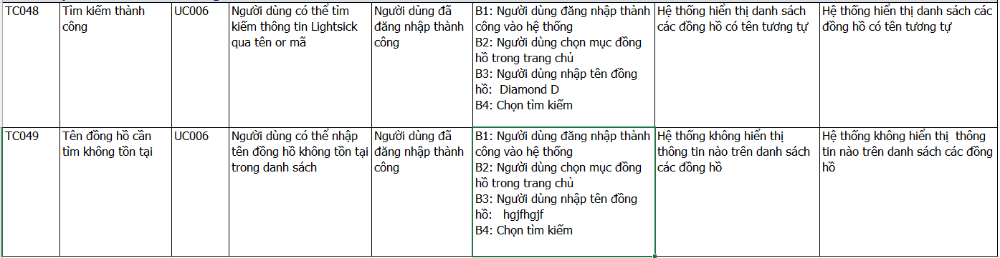 TC048
Tìm kiếm thành
công
UC006
Người dùng có thể tìm
kiếm thông tin Lightsick
qua tên or mã
Người dùng đã
đăng nhập thành
công
B1: Người dùng đăng nhập thành
công vào hệ thống
B2: Người dùng chọn mục đồng
hồ trong trang chủ
B3: Người dùng nhập tên đồng
hồ:  Diamond D
B4: Chọn tìm kiếm
Hệ thống hiển thị danh sách
các đồng hồ có tên tương tự
Hệ thống hiển thị danh sách các
đồng hồ có tên tương tự
TC049
Tên đồng hồ cần
tìm không tồn tại
UC006
Người dùng có thể nhập
tên đồng hồ không tồn tại
trong danh sách
Người dùng đã
đăng nhập thành
công
B1: Người dùng đăng nhập thành
công vào hệ thống
B2: Người dùng chọn mục đồng
hồ trong trang chủ
B3: Người dùng nhập tên đồng
hồ:   hgjfhgjf
B4: Chọn tìm kiếm
Hệ thống không hiển thị
thông tin nào trên danh sách
các đồng hồ
Hệ thống không hiển thị  thông
tin nào trên danh sách các đồng
hồ